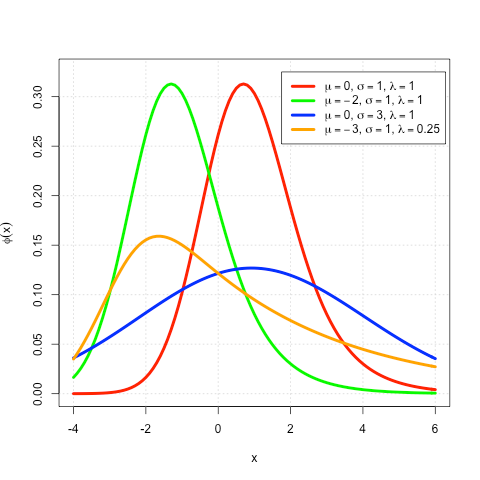 μ = 0, σ = 1, λ = 1
μ = − 2, σ = 1, λ = 1
μ = 0, σ = 3, λ = 1
μ = − 3, σ = 1, λ = 0.25
0.30
0.25
0.20
0.15
0.10
0.05
0.00
ϕ(x)
-4 -2 0 2 4 6
x